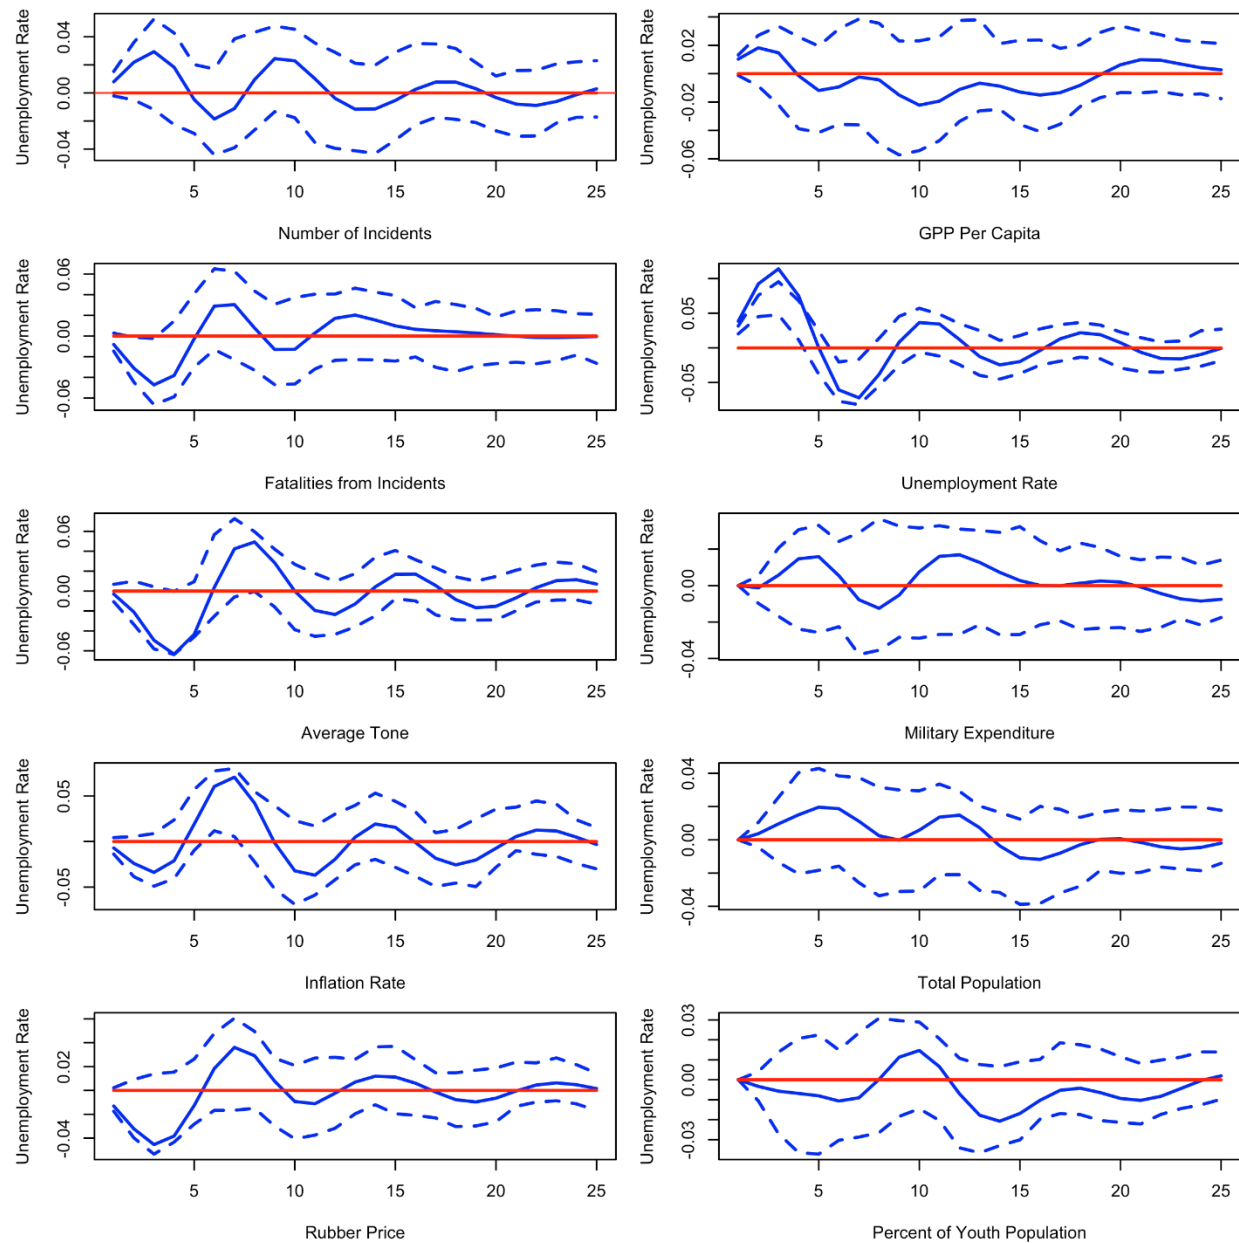 Unemployment Rate
-0.04 0.00 0.04
5 10 15 20 25
Number of Incidents
Unemployment Rate
-0.06 -0.02 0.02
5 10 15 20 25
GPP Per Capita
Unemployment Rate
-0.06 0.00 0.06
5 10 15 20 25
Fatalities from Incidents
Unemployment Rate
-0.05 0.05
5 10 15 20 25
Unemployment Rate
Unemployment Rate
-0.06 0.00 0.06
5 10 15 20 25
Average Tone
Unemployment Rate
-0.04 0.00
5 10 15 20 25
Military Expenditure
Unemployment Rate
-0.05 0.05
5 10 15 20 25
Inflation Rate
Unemployment Rate
-0.04 0.00 0.04
5 10 15 20 25
Total Population
Unemployment Rate
-0.04 0.02
5 10 15 20 25
Rubber Price
Unemployment Rate
-0.03 0.00 0.03
5 10 15 20 25
Percent of Youth Population